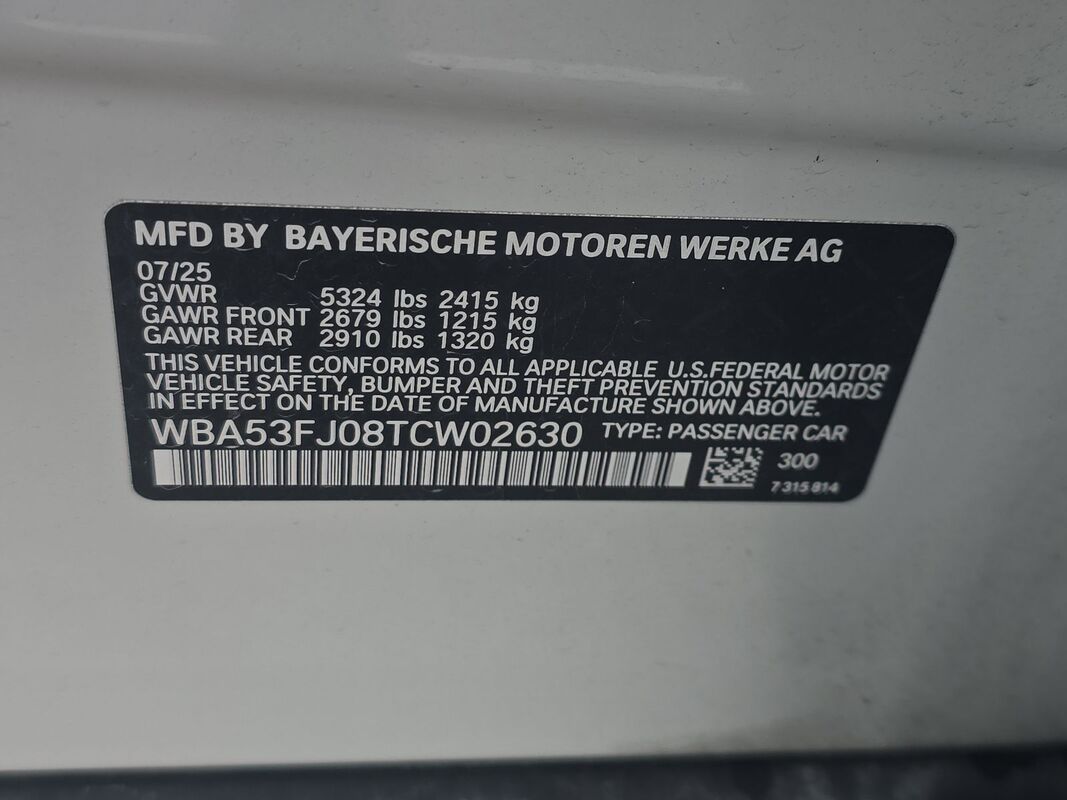 MFD BY BAYERISCHE MOTOREN WERKE AG
07/25
GVWR 5324 lbs 2415 kg
GAWR FRONT 2679 lbs 1215 kg
GAWR REAR 2910 lbs 1320 kg
THIS VEHICLE CONFORMS TO ALL APPLICABLE U.S.FEDERAL MOTOR
VEHICLE SAFETY, BUMPER AND THEFT PREVENTION STANDARDS
IN EFFECT ON THE DATE OF MANUFACTURE SHOWN ABOVE.
WBA53FJ08TCW02630 TYPE: PASSENGER CAR
300
7 315 814